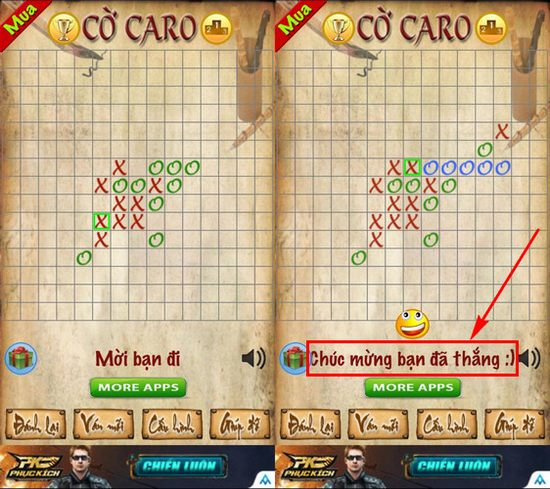 Mua
CỜ CARO
Mời bạn đi
MORE APPS
Đánh Lại
Ván mới
Cấu hình
Giúp đỡ
PHỤC KÍCH
CHIẾN LUÔN
Mua
CỜ CARO
Chúc mừng bạn đã thắng :)
MORE APPS
Đánh Lại
Ván mới
Cấu hình
Giúp đỡ
PHỤC KÍCH
CHIẾN LUÔN